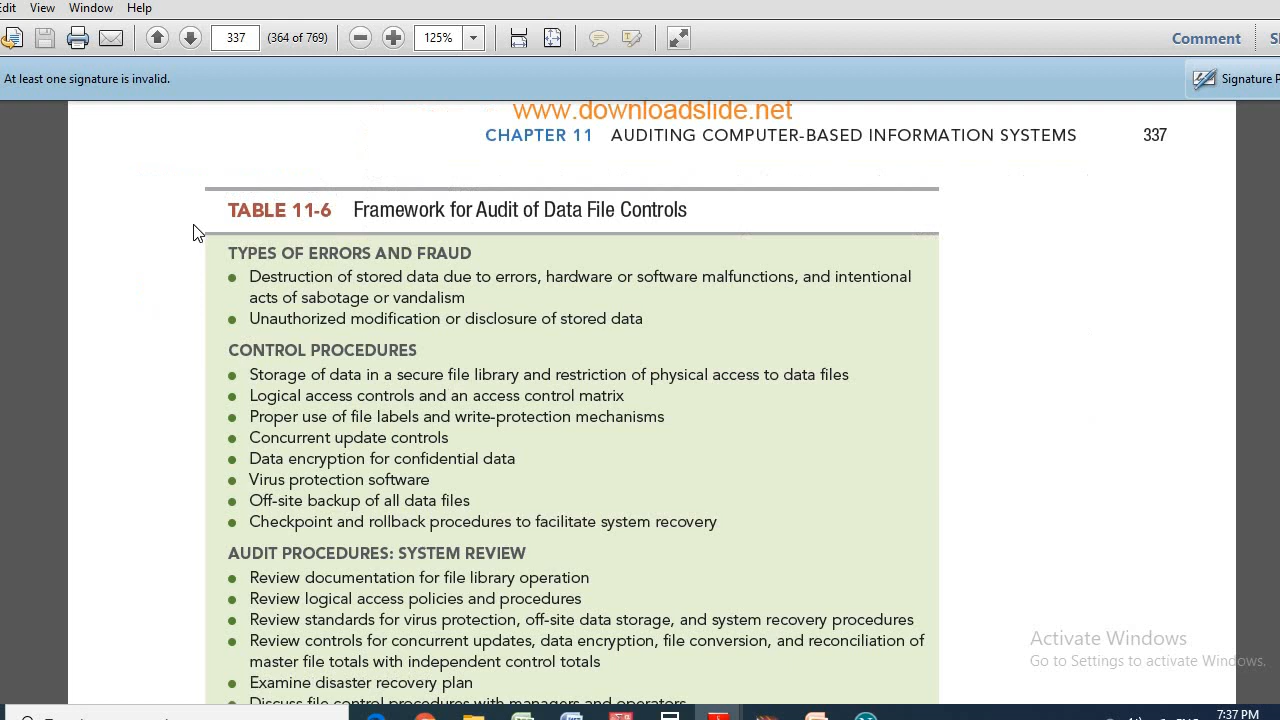 Edit View Window Help
337 (364 of 769) 125% Comment
At least one signature is invalid.
Signature
www.downloadslide.net
CHAPTER 11 AUDITING COMPUTER-BASED INFORMATION SYSTEMS 337
TABLE 11-6 Framework for Audit of Data File Controls
TYPES OF ERRORS AND FRAUD
● Destruction of stored data due to errors, hardware or software malfunctions, and intentional
acts of sabotage or vandalism
● Unauthorized modification or disclosure of stored data
CONTROL PROCEDURES
● Storage of data in a secure file library and restriction of physical access to data files
● Logical access controls and an access control matrix
● Proper use of file labels and write-protection mechanisms
● Concurrent update controls
● Data encryption for confidential data
● Virus protection software
● Off-site backup of all data files
● Checkpoint and rollback procedures to facilitate system recovery
AUDIT PROCEDURES: SYSTEM REVIEW
● Review documentation for file library operation
● Review logical access policies and procedures
● Review standards for virus protection, off-site data storage, and system recovery procedures
● Review controls for concurrent updates, data encryption, file conversion, and reconciliation of
master file totals with independent control totals
● Examine disaster recovery plan
● Discuss file control procedures with managers and operators
Activate Windows
Go to Settings to activate Windows.
7:37 PM